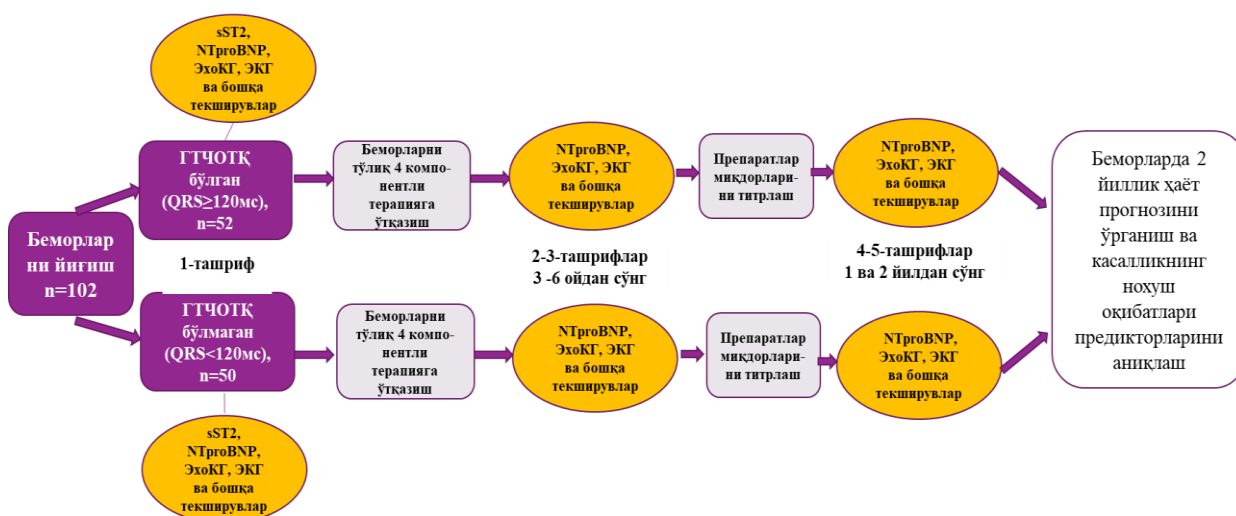 sST2,
NTproBNP,
ЭхоКГ, ЭКГ
ва бошқа
текширувлар
ГТЧОТҚ
бўлган
(QRS≥120мс),
n=52
Беморларни
тўлиқ 4 компо-
нентли
терапияга
ўтказиш
NTproBNP,
ЭхоКГ, ЭКГ
ва бошқа
текширувлар
Препаратлар
миқдорлари-
ни титрлаш
NTproBNP,
ЭхоКГ, ЭКГ
ва бошқа
текширувлар
Беморлар
ни йиғиш
n=102
1-ташриф
2-3-ташрифлар
3 -6 ойдан сўнг
4-5-ташрифлар
1 ва 2 йилдан сўнг
Беморларда 2
йиллик ҳаёт
прогнозини
ўрганиш ва
касалликнинг
нохуш
оқибатлари
предикторларини
аниқлаш
ГТЧОТҚ
бўлмаган
(QRS<120мс),
n=50
Беморларни
тўлиқ 4 компо-
нентли
терапияга
ўтказиш
NTproBNP,
ЭхоКГ, ЭКГ
ва бошқа
текширувлар
Препаратлар
миқдорлари-
ни титрлаш
NTproBNP,
ЭхоКГ, ЭКГ
ва бошқа
текширувлар
sST2,
NTproBNP,
ЭхоКГ, ЭКГ
ва бошқа
текширувлар